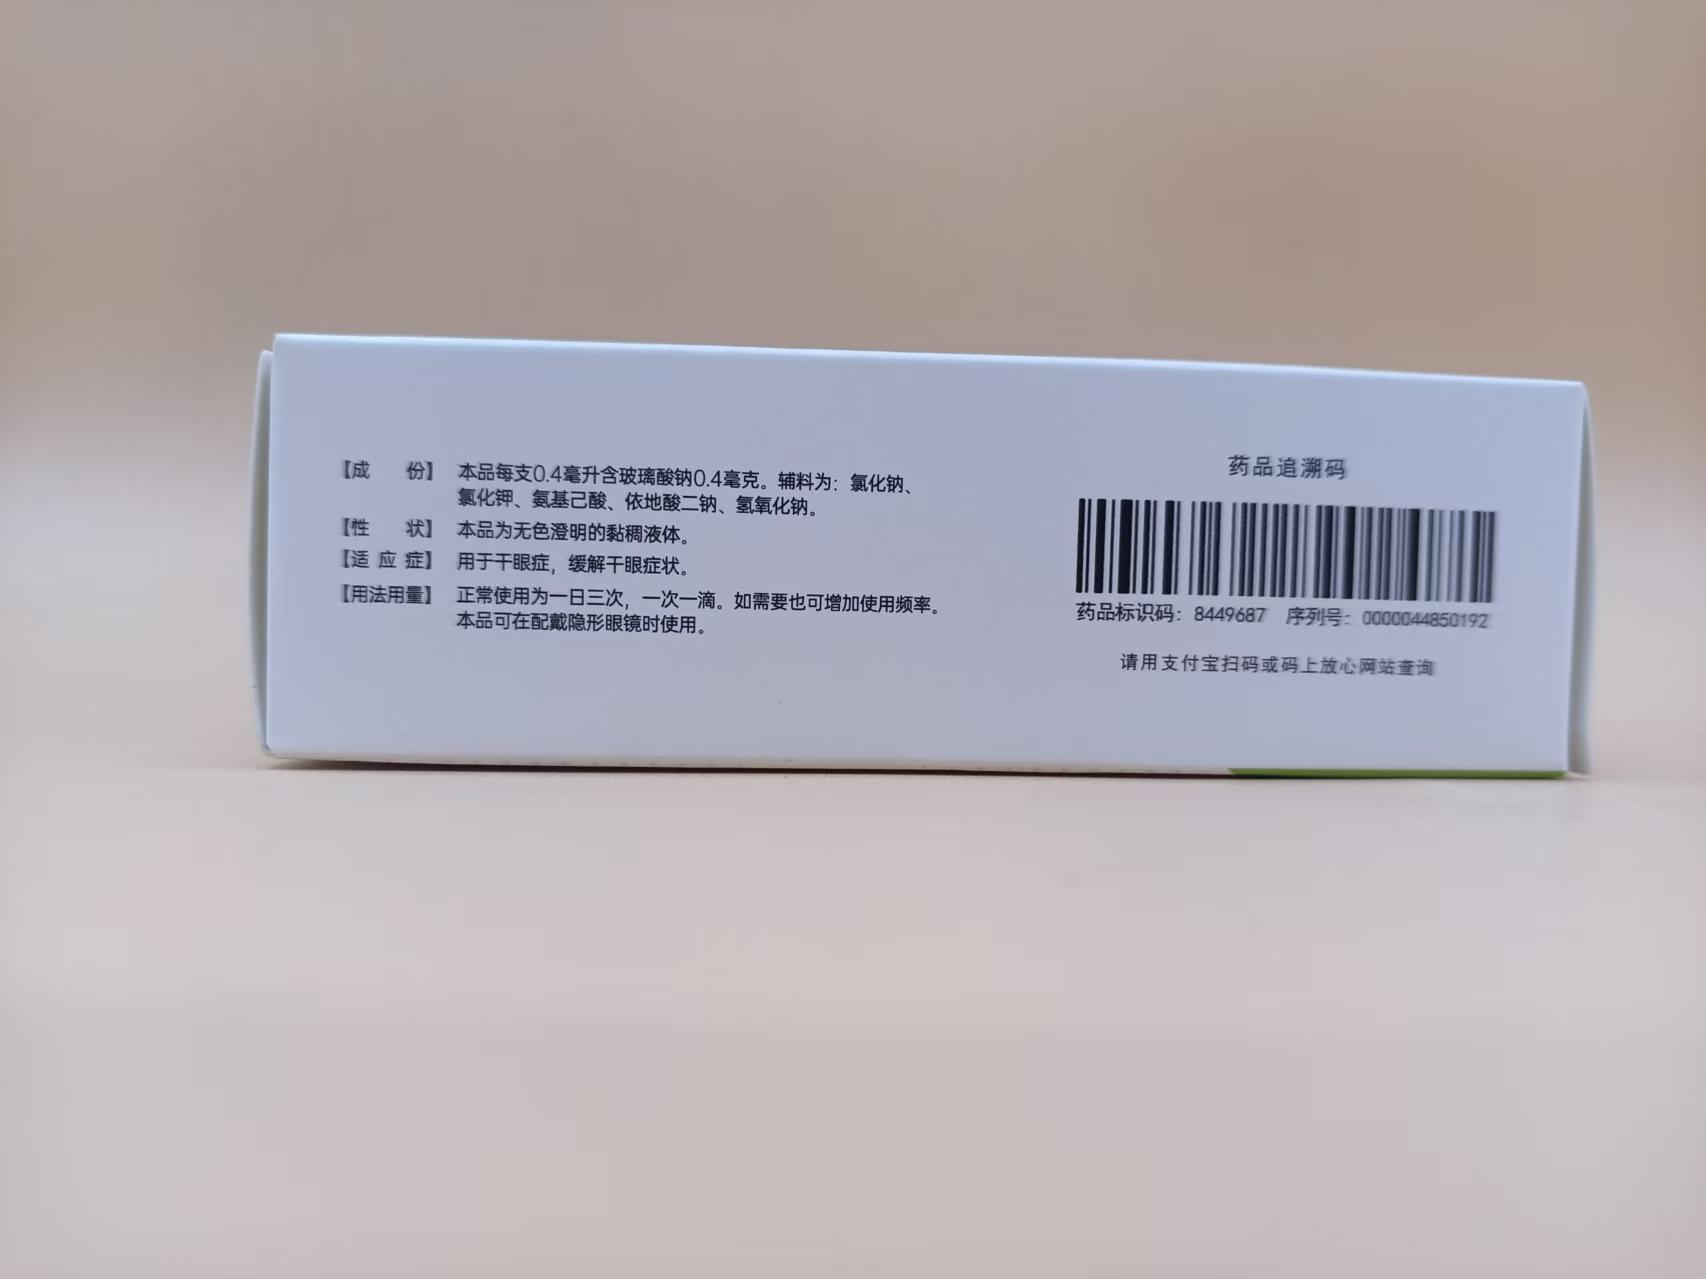 【成 份】 本品每支0.4毫升含玻璃酸钠0.4毫克。辅料为：氯化钠、
氯化钾、氨基己酸、依地酸二钠、氢氧化钠。
【性 状】 本品为无色澄明的黏稠液体。
【适 应 症】 用于干眼症，缓解干眼症状。
【用法用量】 正常使用为一日三次，一次一滴。如需要也可增加使用频率。
本品可在配戴隐形眼镜时使用。
药品追溯码
药品标识码：8449687 序列号：0000044850192
请用支付宝扫码或码上放心网站查询